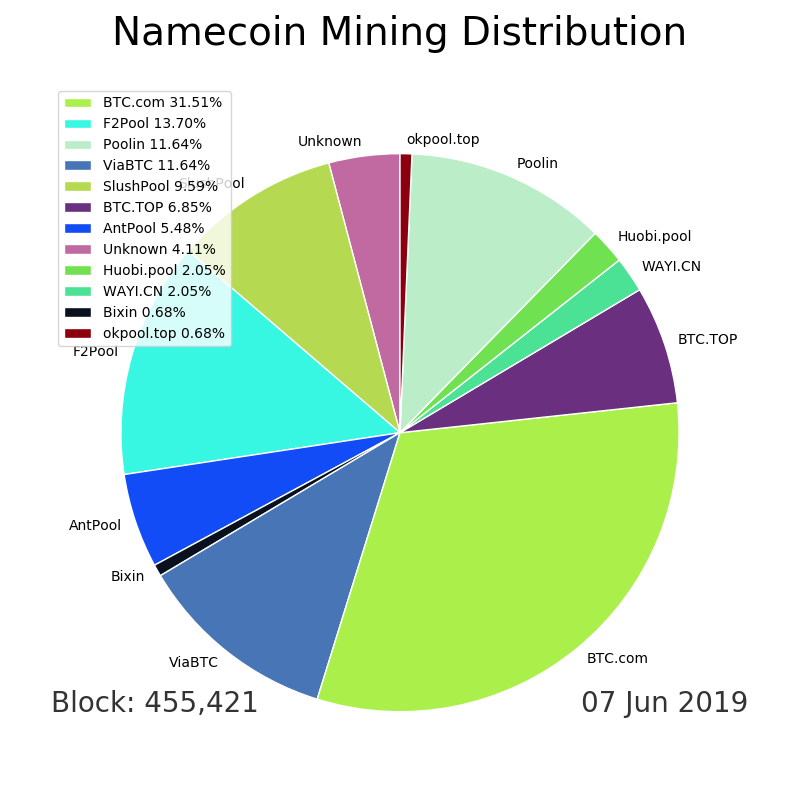 Namecoin Mining Distribution
BTC.com 31.51%
F2Pool 13.70%
Poolin 11.64%
ViaBTC 11.64%
SlushPool 9.59%
BTC.TOP 6.85%
AntPool 5.48%
Unknown 4.11%
Huobi.pool 2.05%
WAYI.CN 2.05%
Bixin 0.68%
okpool.top 0.68%
Unknown
okpool.top
Poolin
SlushPool
Huobi.pool
WAYI.CN
BTC.TOP
F2Pool
AntPool
Bixin
ViaBTC
BTC.com
Block: 455,421
07 Jun 2019